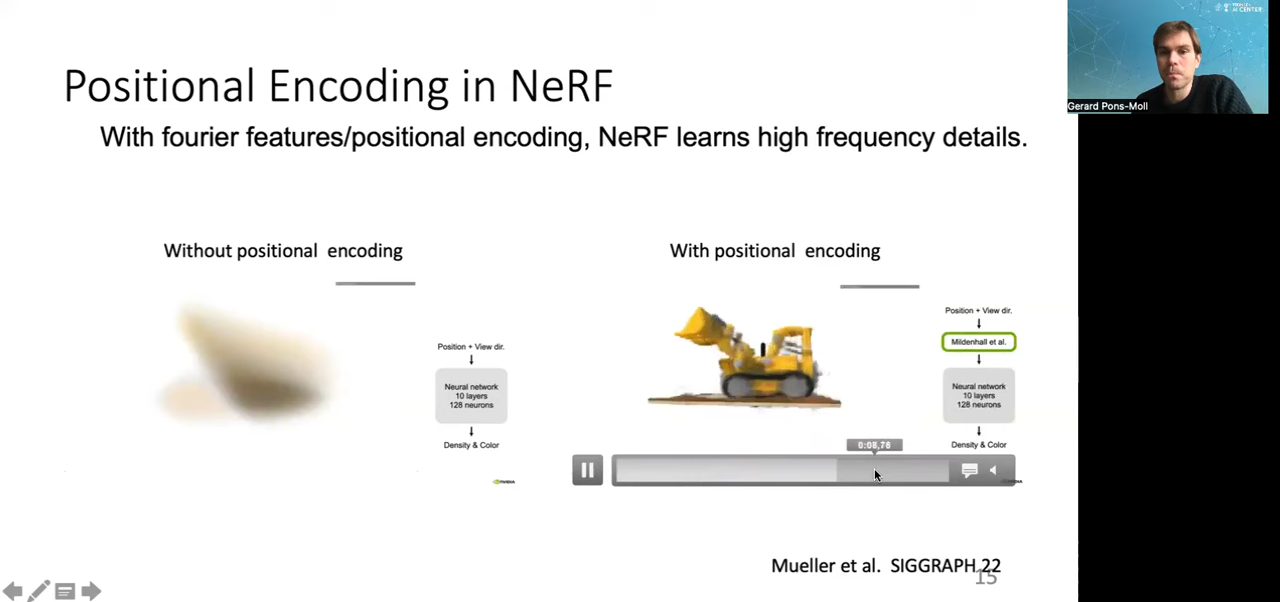 Positional Encoding in NeRF
With fourier features/positional encoding, NeRF learns high frequency details.
Without positional encoding
Position + View dir.
Neural network
10 layers
128 neurons
Density & Color
NVIDIA
With positional encoding
Position + View dir.
Mildenhall et al.
Neural network
10 layers
128 neurons
Density & Color
0:08,78
Mueller et al. SIGGRAPH 22
15
AI CENTER
Gerard Pons-Moll